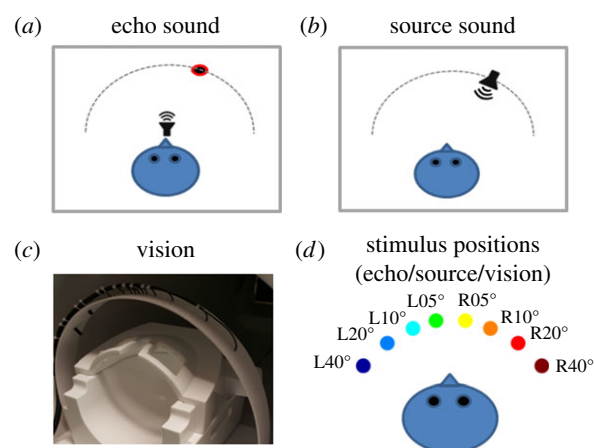 (a) echo sound
(b) source sound
(c) vision
(d) stimulus positions
(echo/source/vision)
L05° R05°
L10° R10°
L20° R20°
L40° R40°